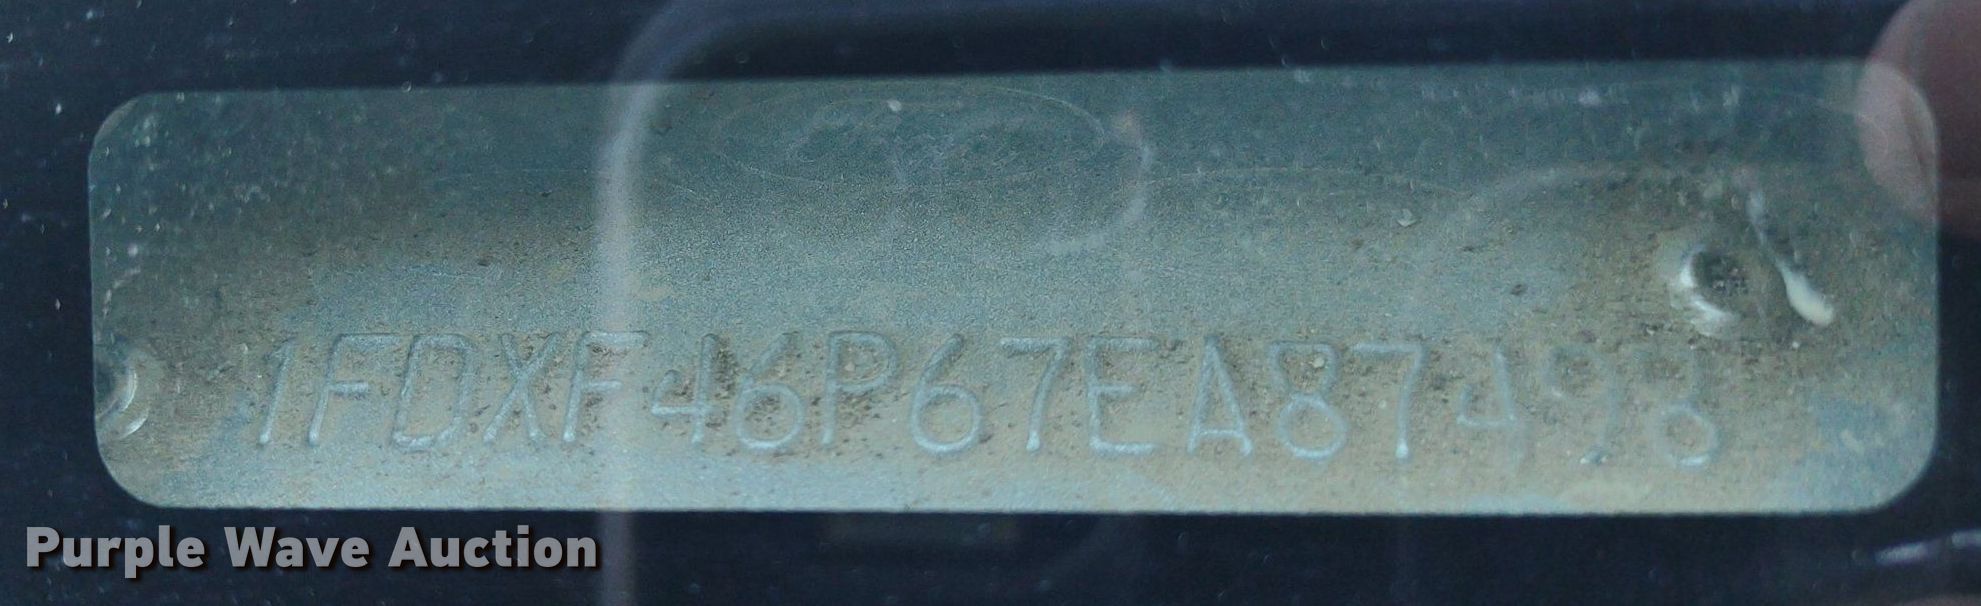 1FDXF46P67EA87498
Purple Wave Auction